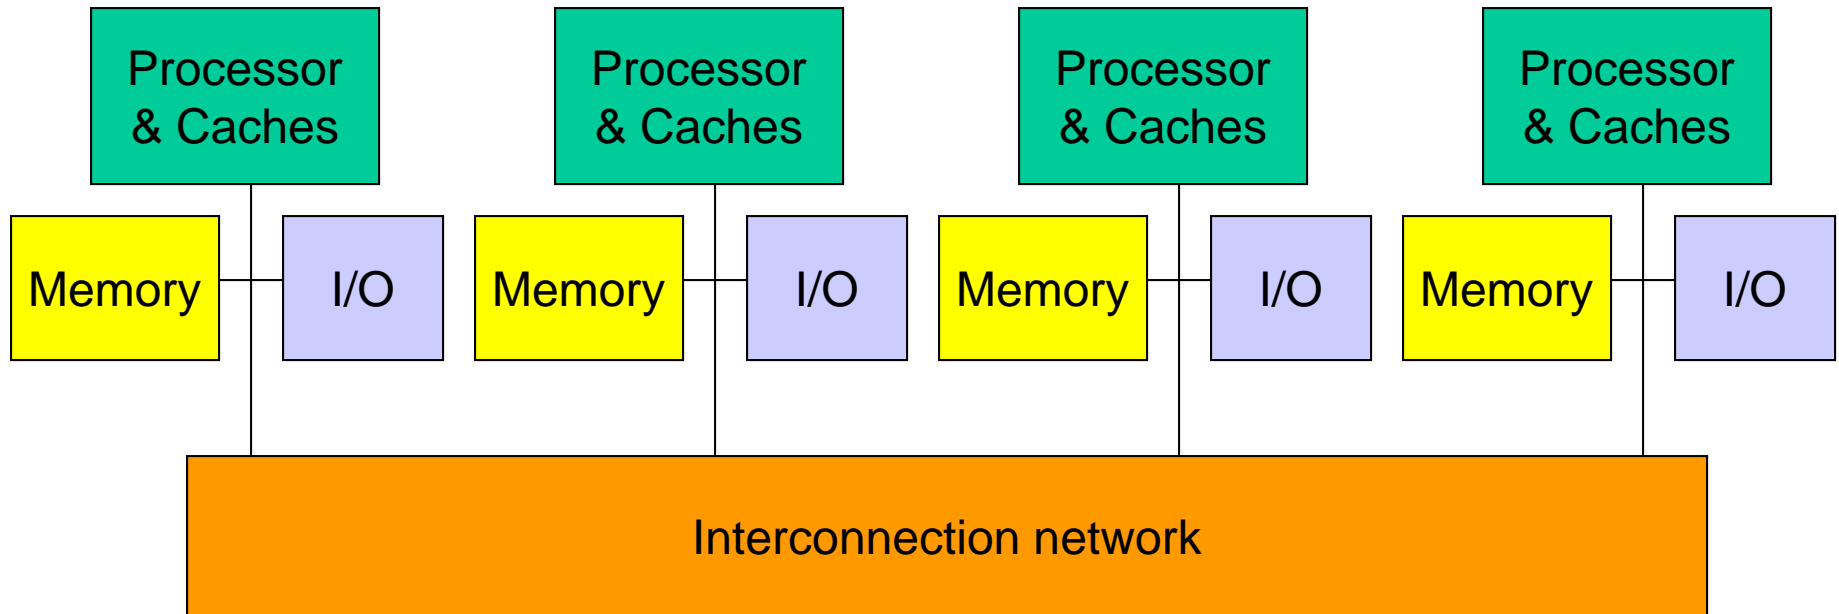 Processor
& Caches
Processor
& Caches
Processor
& Caches
Processor
& Caches
Memory
I/O
Memory
I/O
Memory
I/O
Memory
I/O
Interconnection network